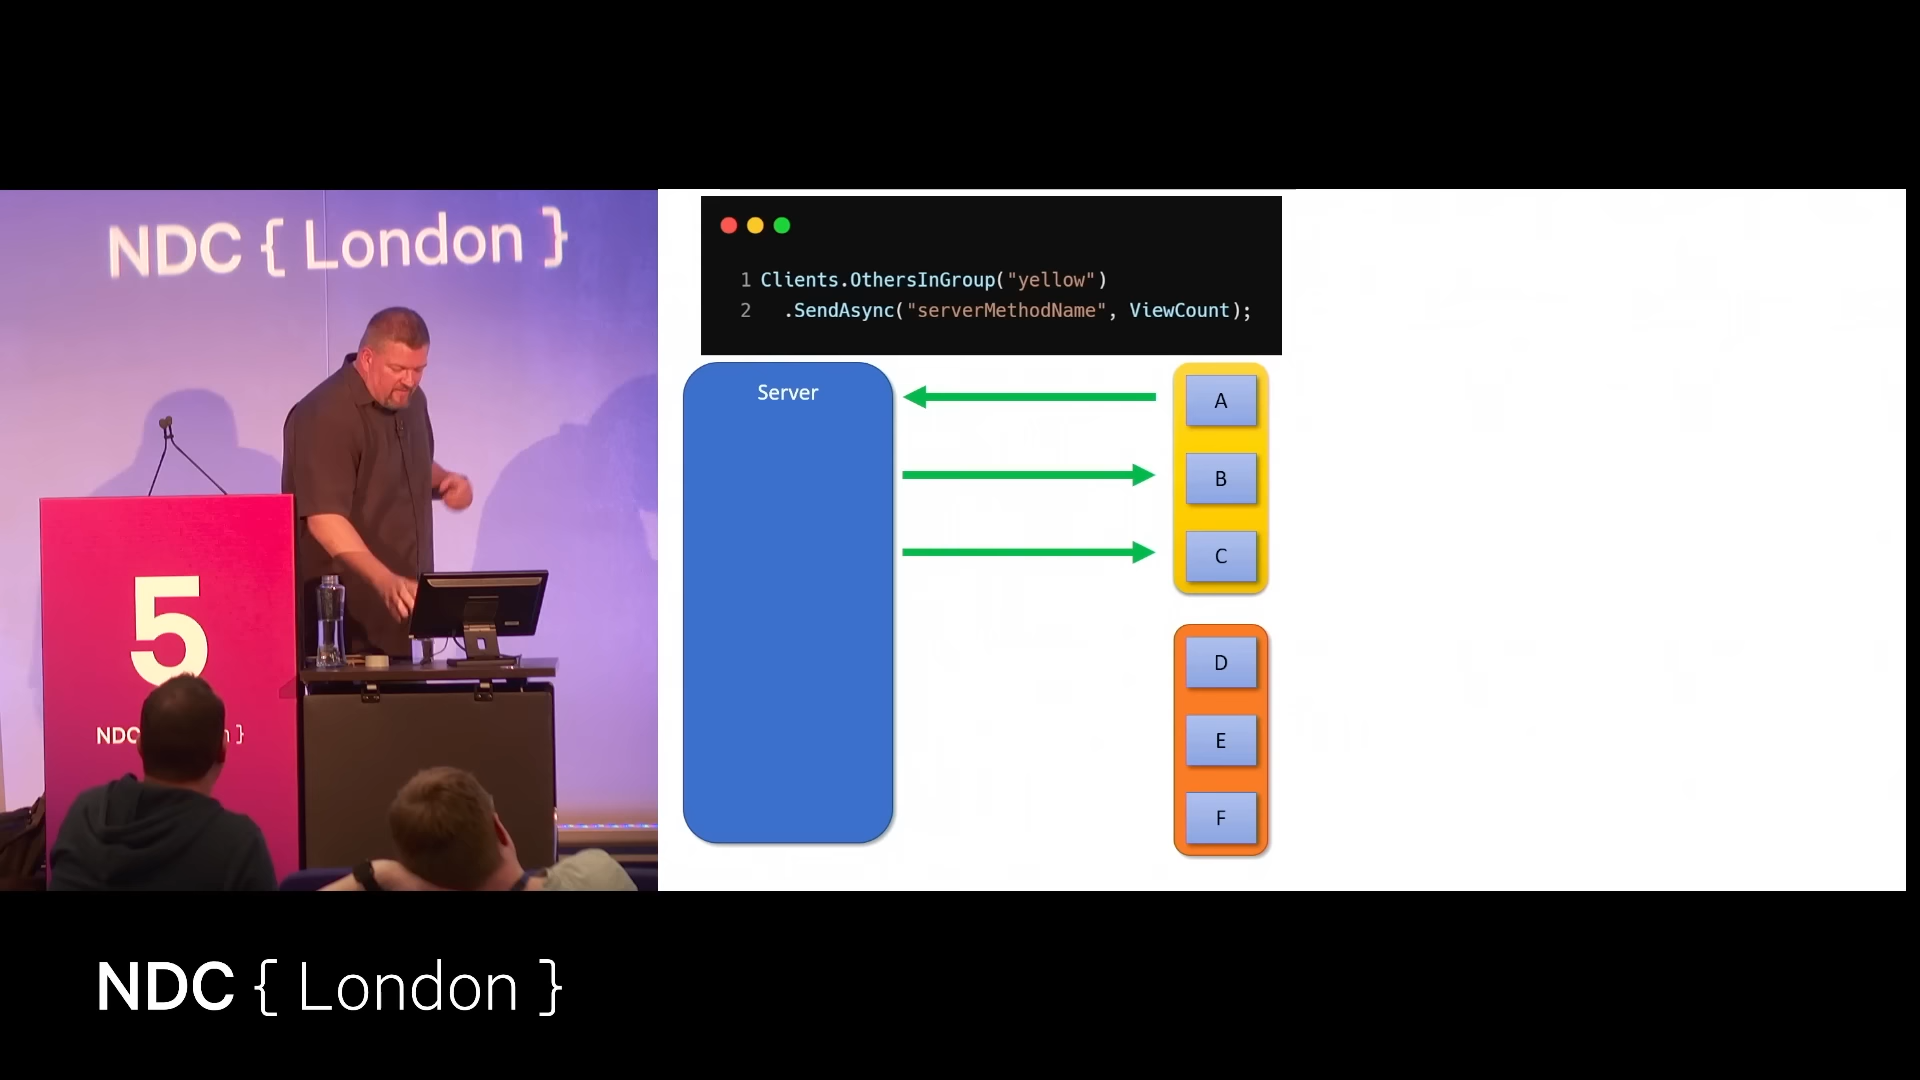 NDC { London }
5
NDC
}
1 Clients.OthersInGroup("yellow")
2 .SendAsync("serverMethodName", ViewCount);
Server
A
B
C
D
E
F
NDC { London }